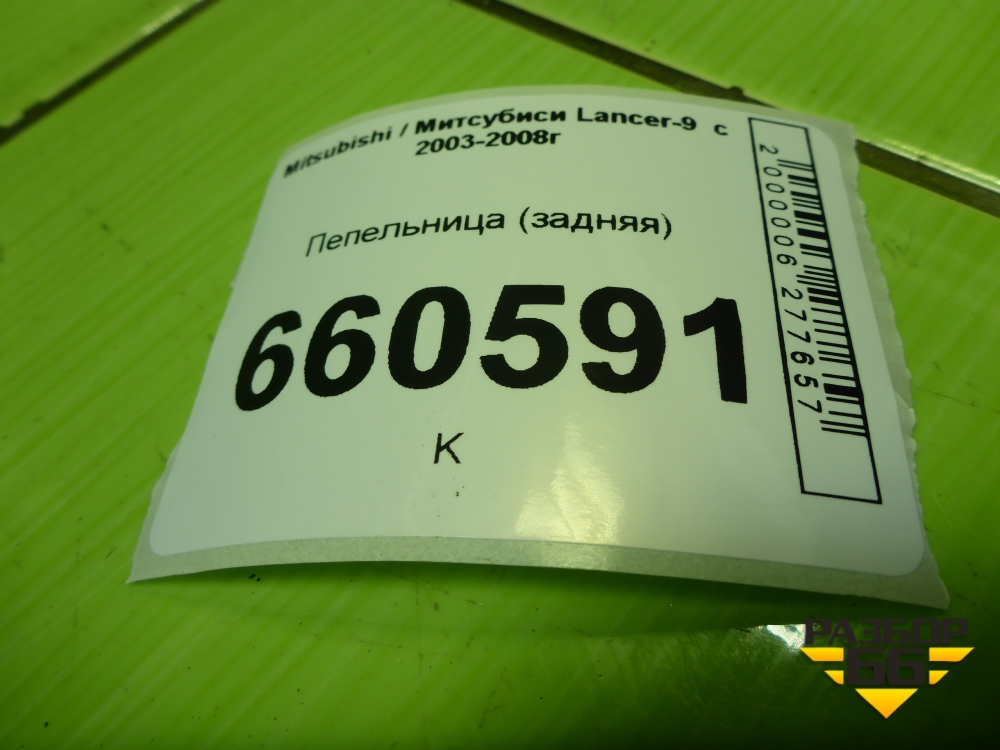 Mitsubishi / Митсубиси Lancer-9 с
2003-2008г
Пепельница (задняя)
660591
К
2000006277657
РАЗБОР
66